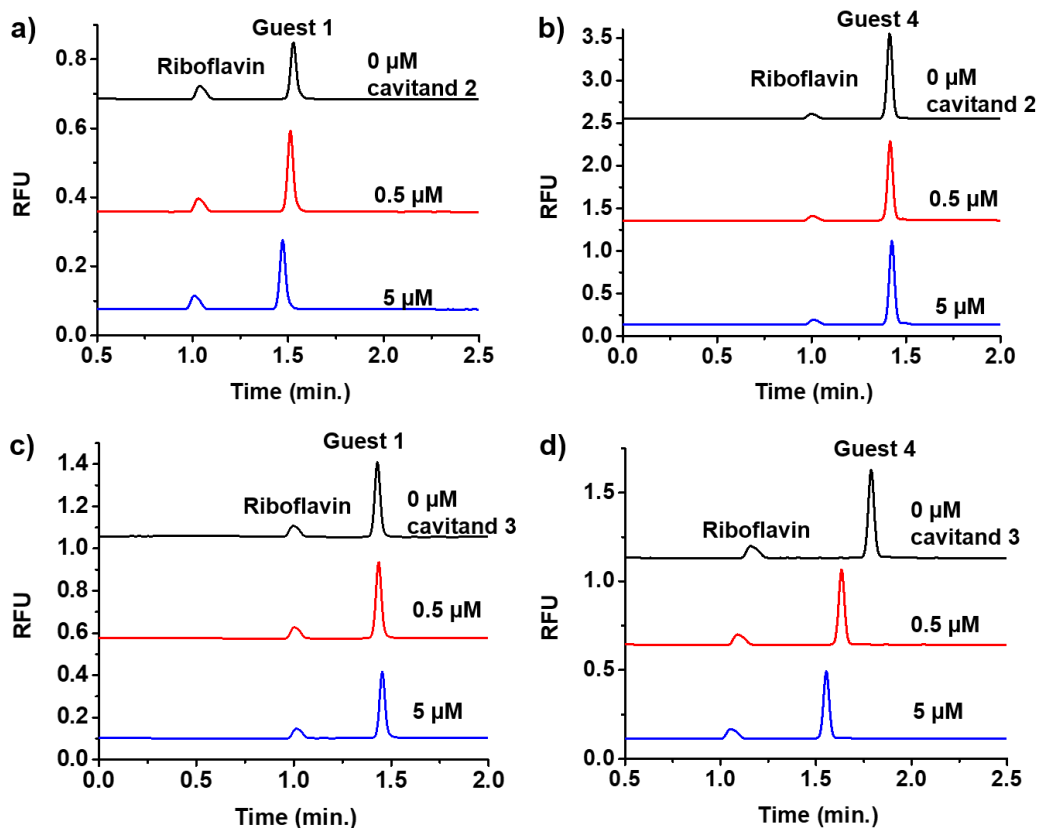 a)
Guest 1
Riboflavin
0 µM
cavitand 2
0.5 µM
5 µM
0.8
0.6
0.4
0.2
0.0
RFU
0.5 1.0 1.5 2.0 2.5
Time (min.)
b)
Guest 4
Riboflavin
0 µM
cavitand 2
0.5 µM
5 µM
3.5
3.0
2.5
2.0
1.5
1.0
0.5
0.0
RFU
0.0 0.5 1.0 1.5 2.0
Time (min.)
c)
Guest 1
Riboflavin
0 µM
cavitand 3
0.5 µM
5 µM
1.4
1.2
1.0
0.8
0.6
0.4
0.2
0.0
RFU
0.0 0.5 1.0 1.5 2.0
Time (min.)
d)
Guest 4
Riboflavin
0 µM
cavitand 3
0.5 µM
5 µM
1.5
1.0
0.5
0.0
RFU
0.5 1.0 1.5 2.0 2.5
Time (min.)